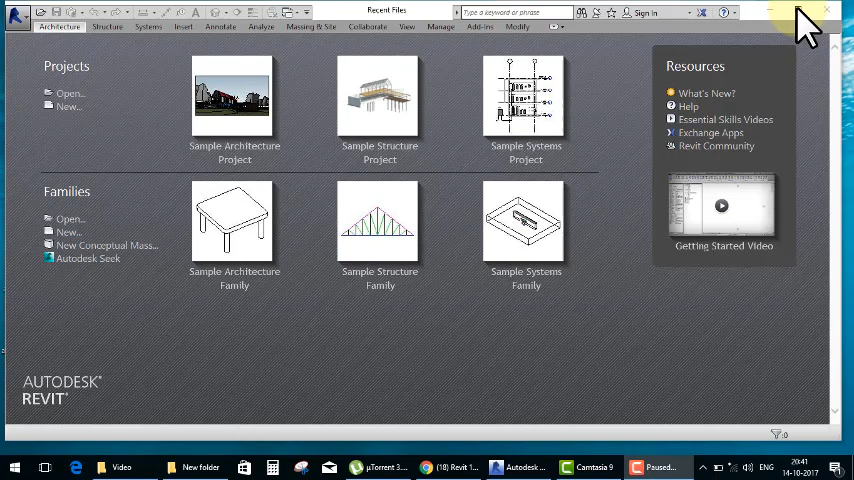 Recent Files
Type a keyword or phrase
Sign In
Architecture Structure Systems Insert Annotate Analyze Massing & Site Collaborate View Manage Add-Ins Modify
Projects
Open...
New...
Sample Architecture
Project
Sample Structure
Project
Sample Systems
Project
Families
Open...
New...
New Conceptual Mass...
Autodesk Seek
Sample Architecture
Family
Sample Structure
Family
Sample Systems
Family
Resources
What's New?
Help
Essential Skills Videos
Exchange Apps
Revit Community
Getting Started Video
AUTODESK®
REVIT®
:0
Video
New folder
µTorrent 3....
(107) Revit 1...
Autodesk ...
Camtasia 9
Paused...
ENG
20:41
14-10-2017